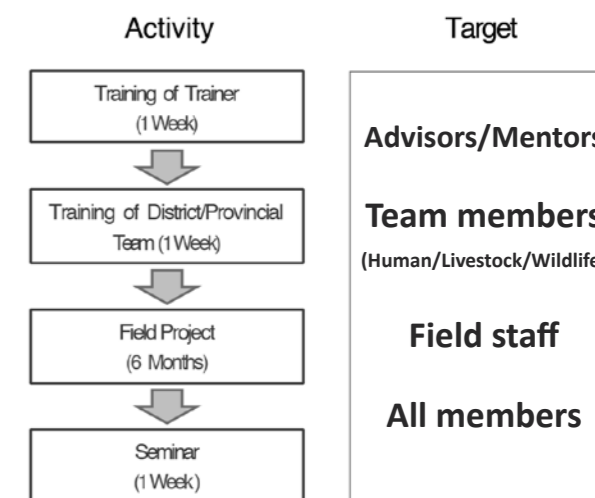 Activity
Target
Training of Trainer
(1 Week)
Training of District/Provincial
Team (1 Week)
Field Project
(6 Months)
Seminar
(1 Week)
Advisors/Mentors
Team members
(Human/Livestock/Wildlife
Field staff
All members